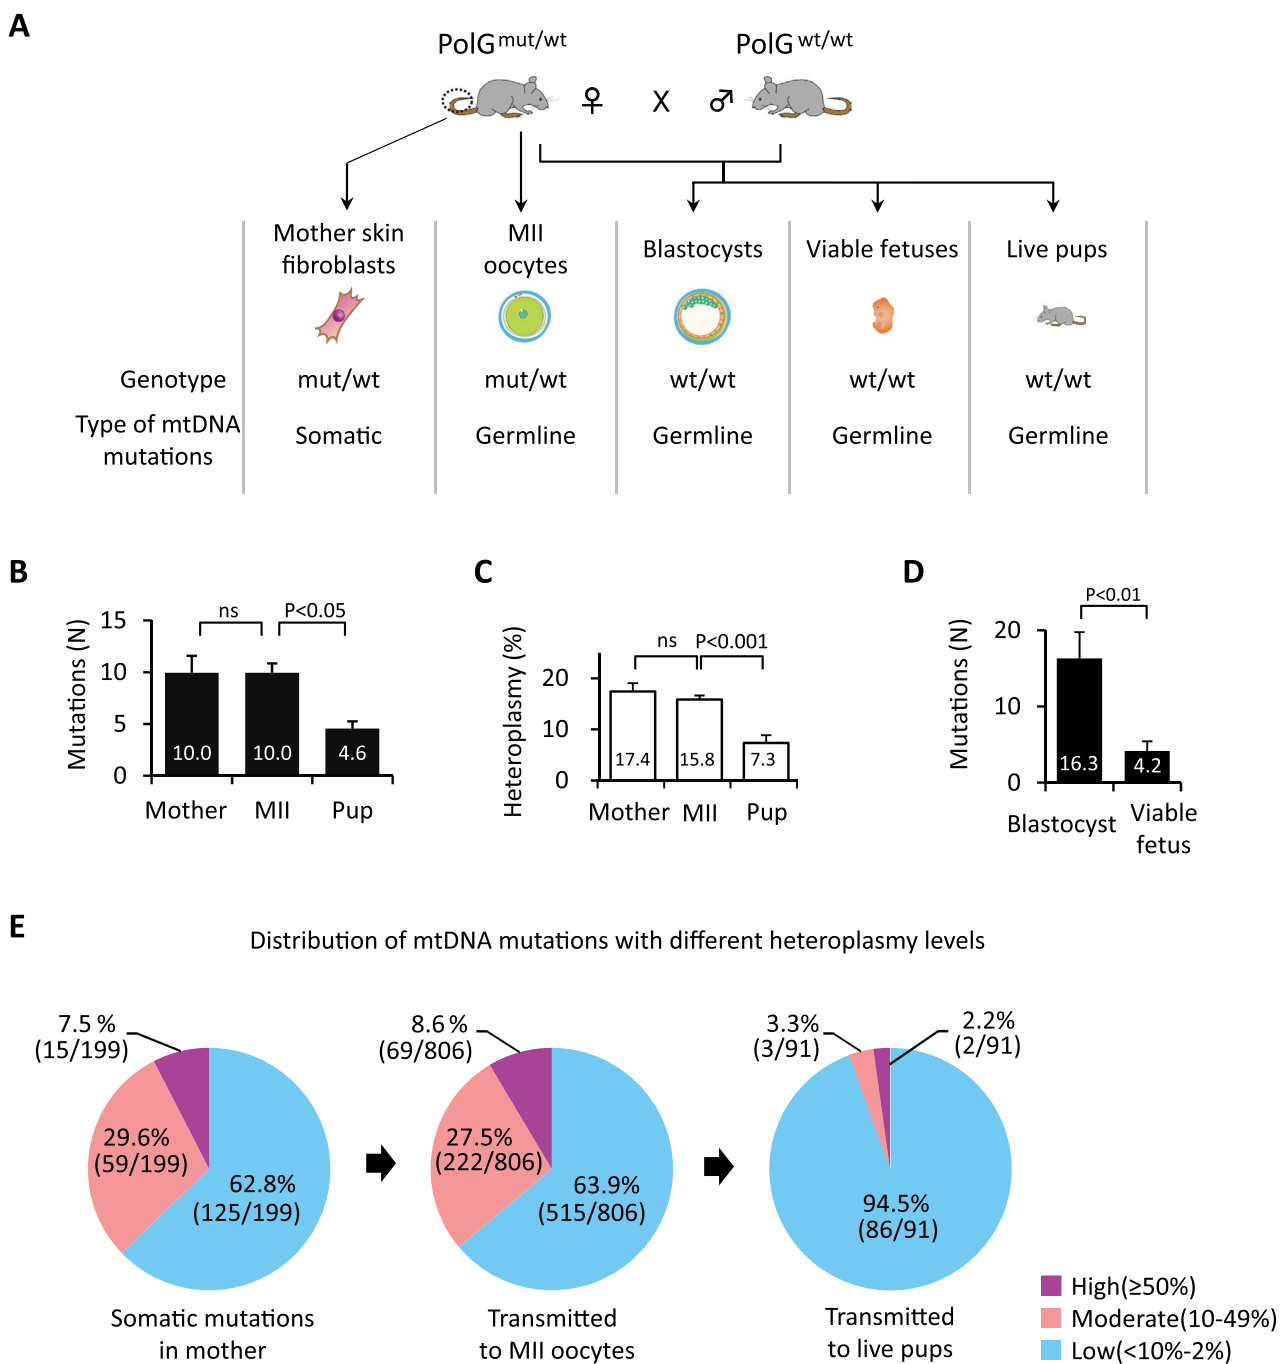 A
PolG mut/wt
PolG wt/wt
♀ X ♂
Mother skin
fibroblasts
MII
oocytes
Blastocysts
Viable fetuses
Live pups
Genotype
mut/wt
mut/wt
wt/wt
wt/wt
wt/wt
Type of mtDNA
mutations
Somatic
Germline
Germline
Germline
Germline
B
Mutations (N)
15
10
5
0
ns
P<0.05
10.0
10.0
4.6
Mother
MII
Pup
C
Heteroplasmy (%)
20
10
0
ns
P<0.001
17.4
15.8
7.3
Mother
MII
Pup
D
Mutations (N)
20
10
0
P<0.01
16.3
4.2
Blastocyst
Viable
fetus
E
Distribution of mtDNA mutations with different heteroplasmy levels
7.5 %
(15/199)
29.6%
(59/199)
62.8%
(125/199)
Somatic mutations
in mother
8.6 %
(69/806)
27.5%
(222/806)
63.9%
(515/806)
Transmitted
to MII oocytes
3.3%
(3/91)
2.2%
(2/91)
94.5%
(86/91)
Transmitted
to live pups
High(≥50%)
Moderate(10-49%)
Low(<10%-2%)